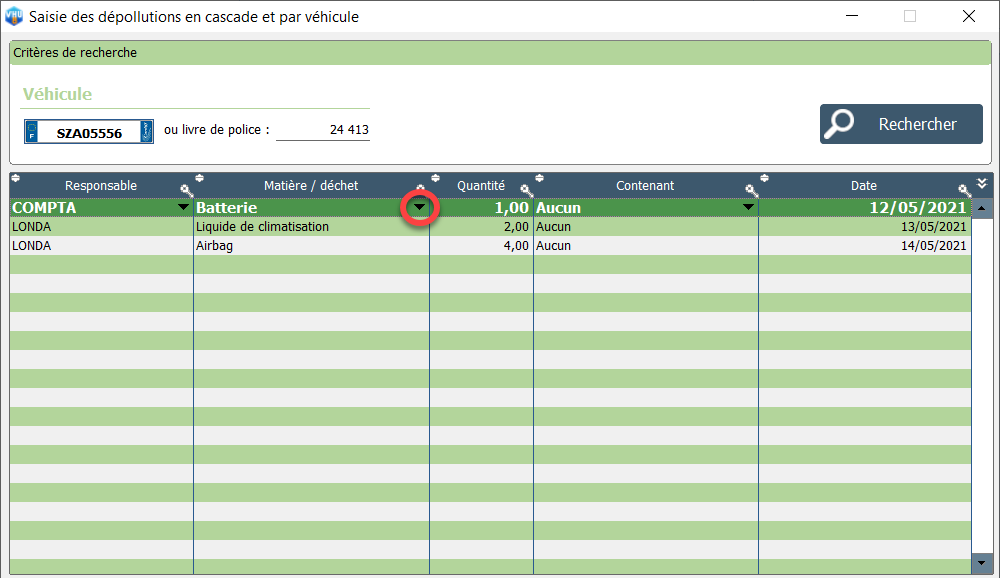 VHU Saisie des dépollutions en cascade et par véhicule
Critères de recherche
Véhicule
F SZA05556 ou livre de police : 24 413
Rechercher
Responsable Matière / déchet Quantité Contenant Date
COMPTA Batterie 1,00 Aucun 12/05/2021
LONDA Liquide de climatisation 2,00 Aucun 13/05/2021
LONDA Airbag 4,00 Aucun 14/05/2021